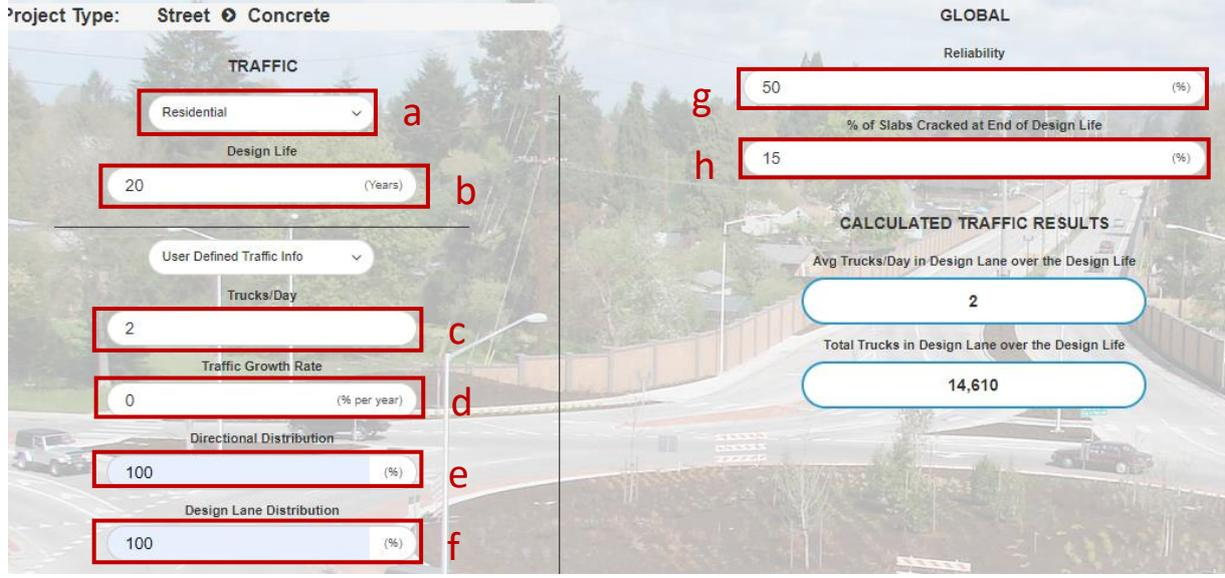 Project Type: Street Concrete
TRAFFIC
Residential
a
Design Life
20 (Years)
b
User Defined Traffic Info
Trucks/Day
2
c
Traffic Growth Rate
0 (% per year)
d
Directional Distribution
100 (%)
e
Design Lane Distribution
100 (%)
f
GLOBAL
Reliability
g
50 (%)
% of Slabs Cracked at End of Design Life
h
15 (%)
CALCULATED TRAFFIC RESULTS
Avg Trucks/Day in Design Lane over the Design Life
2
Total Trucks in Design Lane over the Design Life
14,610